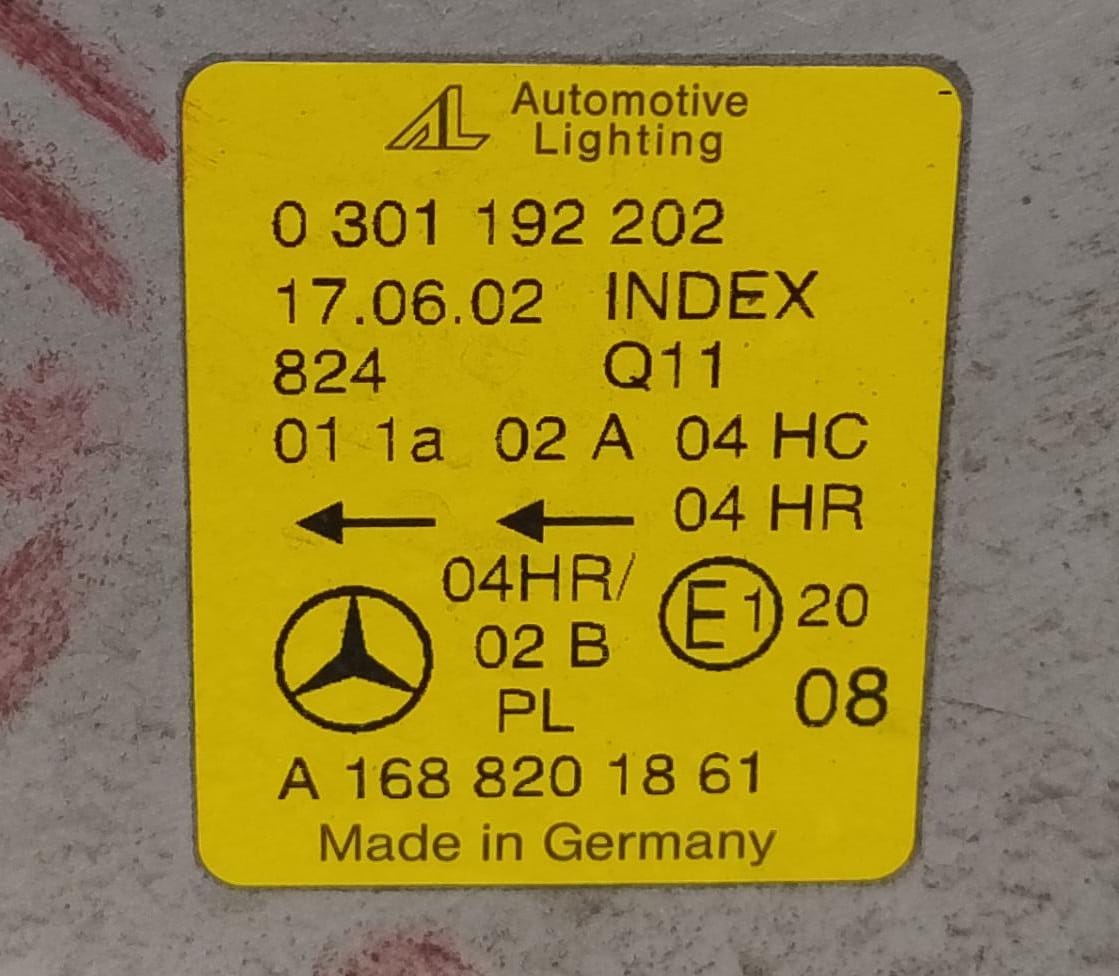 AL Automotive
Lighting
0 301 192 202
17.06.02 INDEX
824 Q11
01 1a 02 A 04 HC
04 HR
04HR/
02 B E1 20
PL 08
A 168 820 18 61
Made in Germany